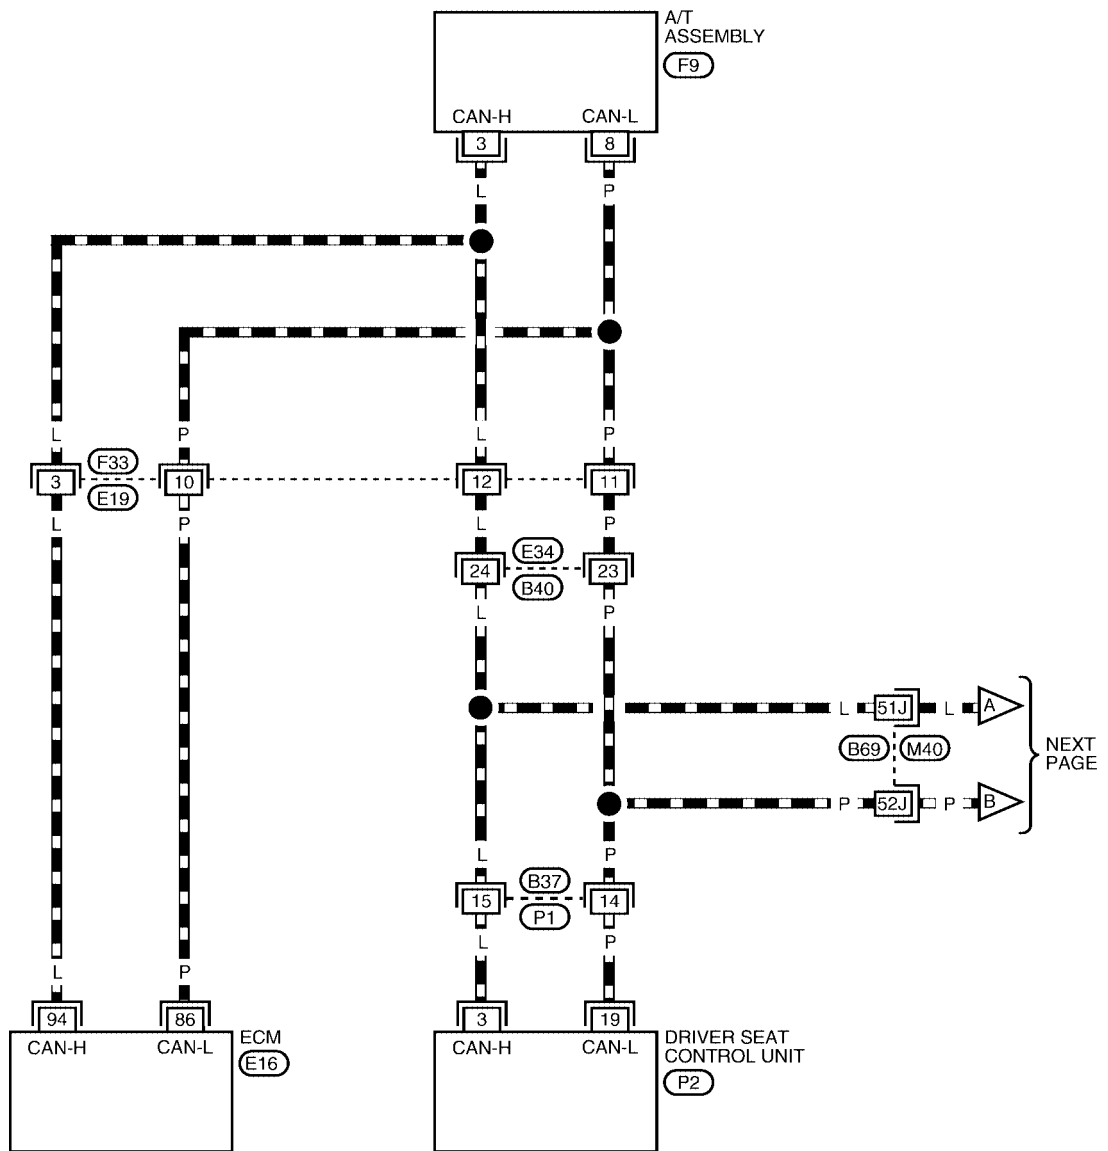 A/T
ASSEMBLY
F9
CAN-H CAN-L
3 8
L P
L P L P
F33
3 10 12 11
E19
L P L P
E34
24 23
B40
L P
L 51J L A
B69 M40
NEXT
PAGE
P 52J P B
L P
B37
15 14
P1
L P
L P
94 86 3 19
ECM
E16
CAN-H CAN-L
CAN-H CAN-L
DRIVER SEAT
CONTROL UNIT
P2